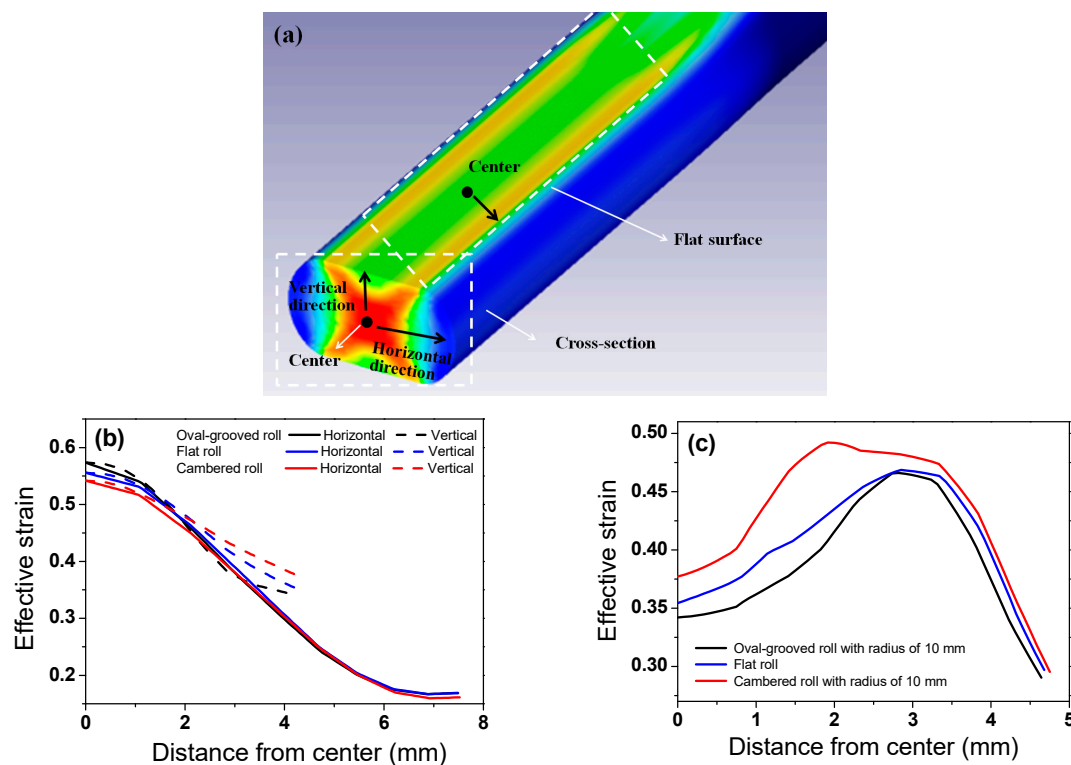 (a)
Center
Flat surface
Vertical
direction
Cross-section
Center
Horizontal
direction
(b)
Oval-grooved roll Horizontal Vertical
Flat roll Horizontal Vertical
Cambered roll Horizontal Vertical
0.6
0.5
0.4
0.3
0.2
0 2 4 6 8
Effective strain
Distance from center (mm)
(c)
0.50
0.45
0.40
0.35
0.30
Oval-grooved roll with radius of 10 mm
Flat roll
Cambered roll with radius of 10 mm
0 1 2 3 4 5
Effective strain
Distance from center (mm)